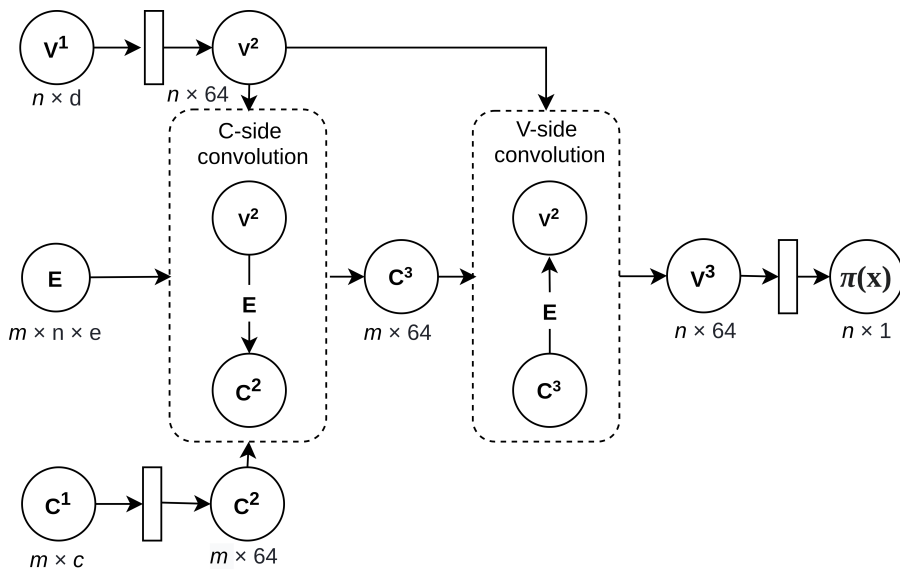 V¹
n × d
V²
n × 64
C-side
convolution
V²
E
C²
V-side
convolution
V²
E
C³
E
m × n × e
C³
m × 64
V³
n × 64
π(x)
n × 1
C¹
m × c
C²
m × 64